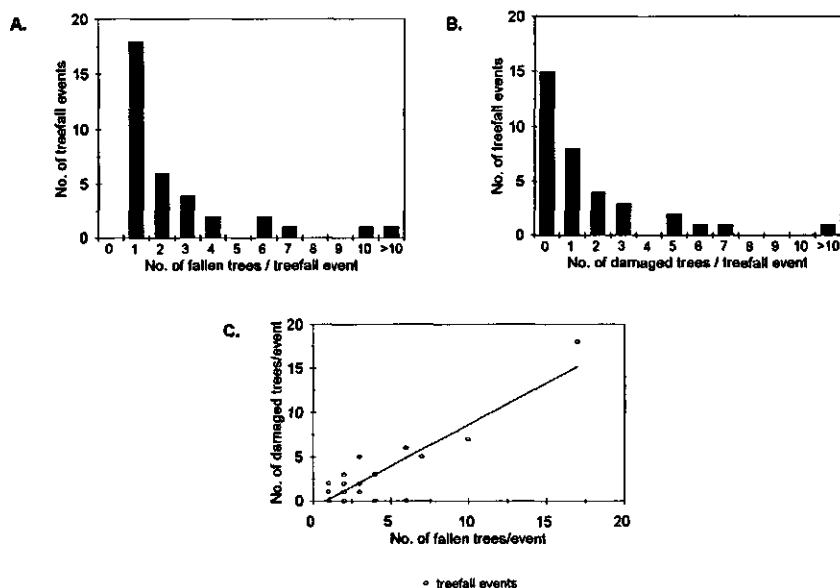 A.
20
15
10
5
0
No. of treefall events
0 1 2 3 4 5 6 7 8 9 10 >10
No. of fallen trees / treefall event
B.
20
15
10
5
0
No. of treefall events
0 1 2 3 4 5 6 7 8 9 10 >10
No. of damaged trees / treefall event
C.
20
15
10
5
0
No. of damaged trees/event
0 5 10 15 20
No. of fallen trees/event
treefall events